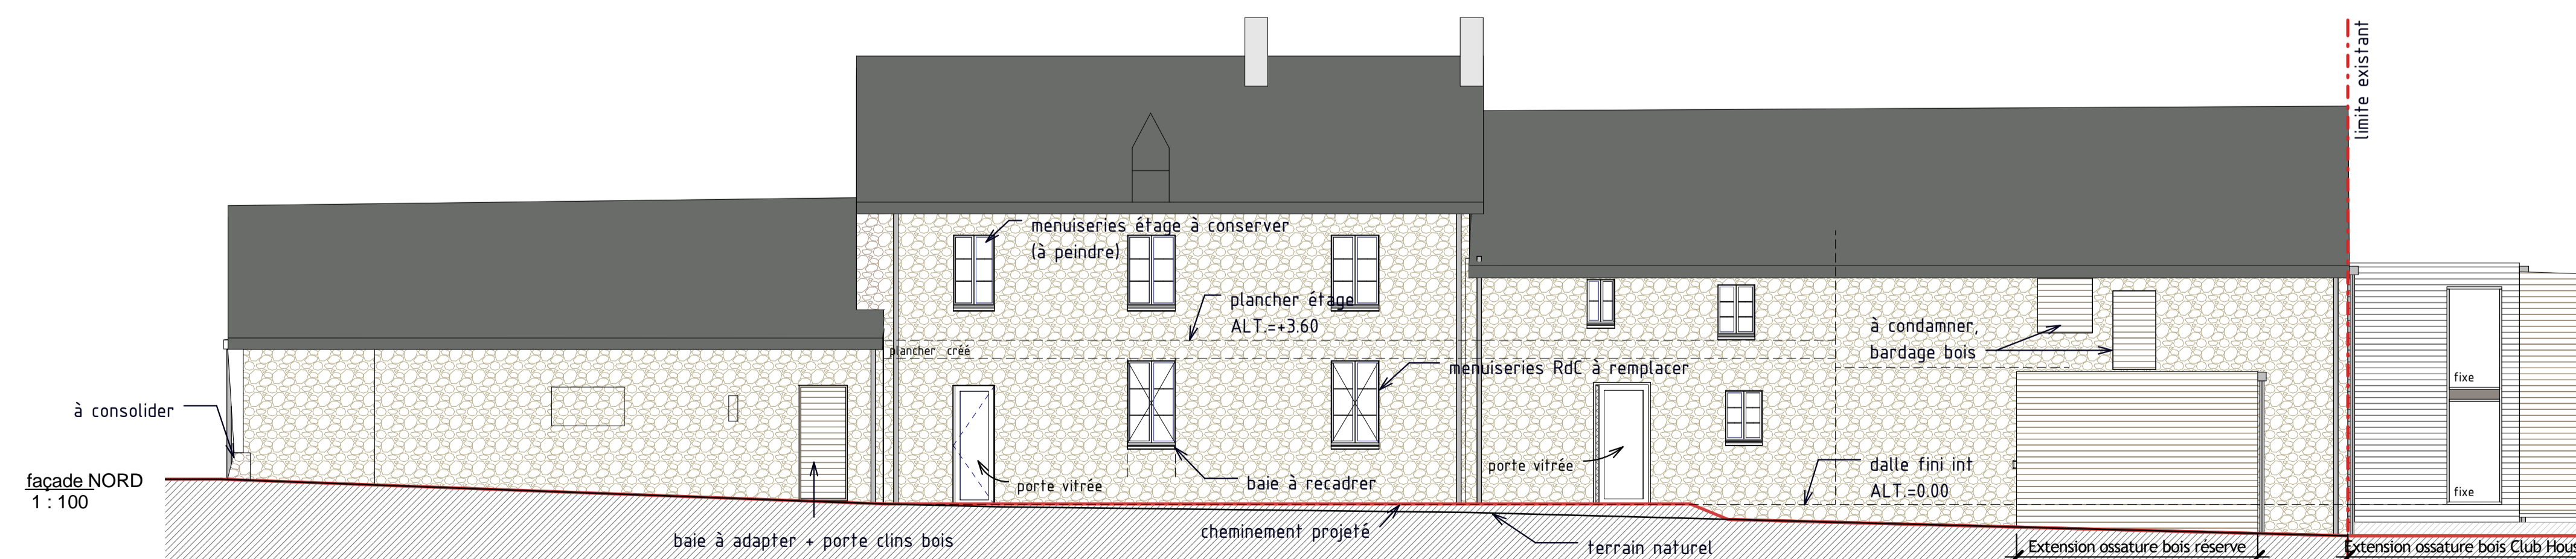 limite existant
menuiseries étage à conserver
(à peindre)
plancher étage
ALT.=+3.60
à condamner,
bardage bois
plancher créé
menuiseries RdC à remplacer
fixe
à consolider
porte vitrée
dalle fini int
ALT.=0.00
façade NORD
1 : 100
porte vitrée
baie à recadrer
fixe
cheminement projeté
baie à adapter + porte clins bois
terrain naturel
Extension ossature bois réserve
Extension ossature bois Club Hous